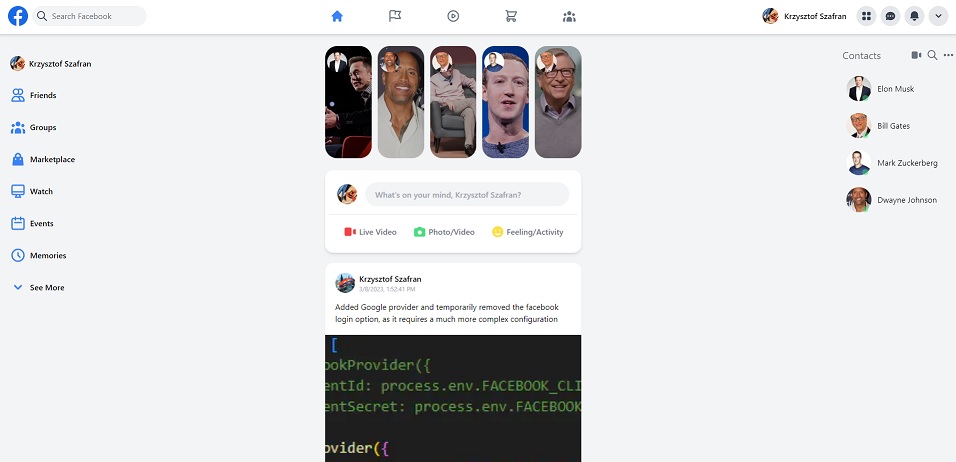 Search Facebook
Krzysztof Szafran
Krzysztof Szafran
Friends
Groups
Marketplace
Watch
Events
Memories
See More
What's on your mind, Krzysztof Szafran?
Live Video
Photo/Video
Feeling/Activity
Krzysztof Szafran
3/8/2023, 1:52:41 PM
Added Google provider and temporarily removed the facebook
login option, as it requires a much more complex configuration
[
ookProvider({
entId: process.env.FACEBOOK_CLI
entSecret: process.env.FACEBOOK
ovider({
Contacts
Elon Musk
Bill Gates
Mark Zuckerberg
Dwayne Johnson